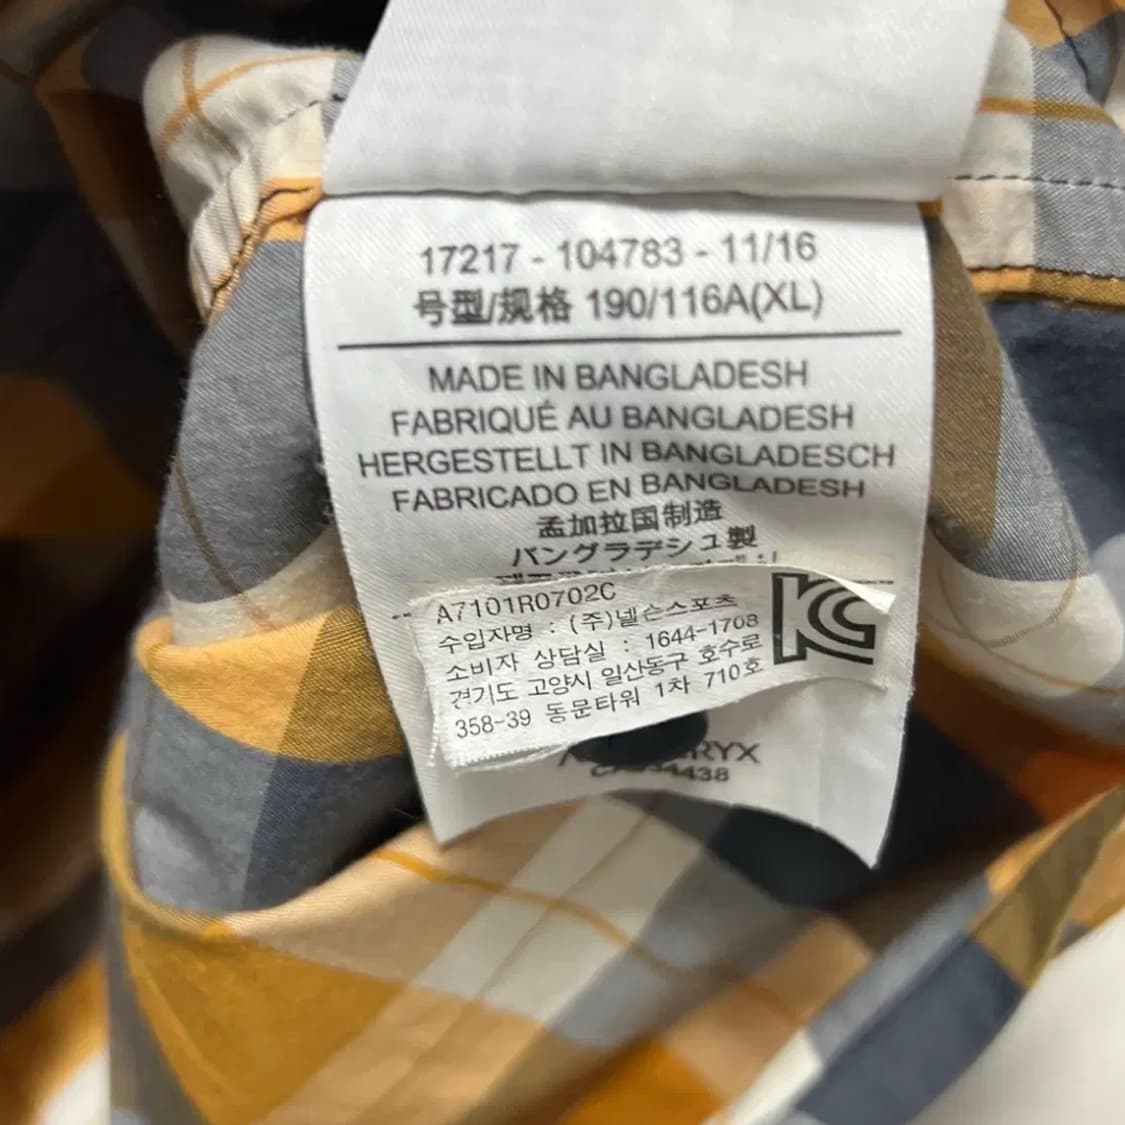 17217 - 104783 - 11/16
号型/规格 190/116A(XL)
MADE IN BANGLADESH
FABRIQUÉ AU BANGLADESH
HERGESTELLT IN BANGLADESCH
FABRICADO EN BANGLADESH
孟加拉国制造
バングラデシュ製
A7101R0702C
수입자명 : (주)넬슨스포츠
소비자 상담실 : 1644-1708
경기도 고양시 일산동구 호수로
358-39 동문타워 1차 710호
KC